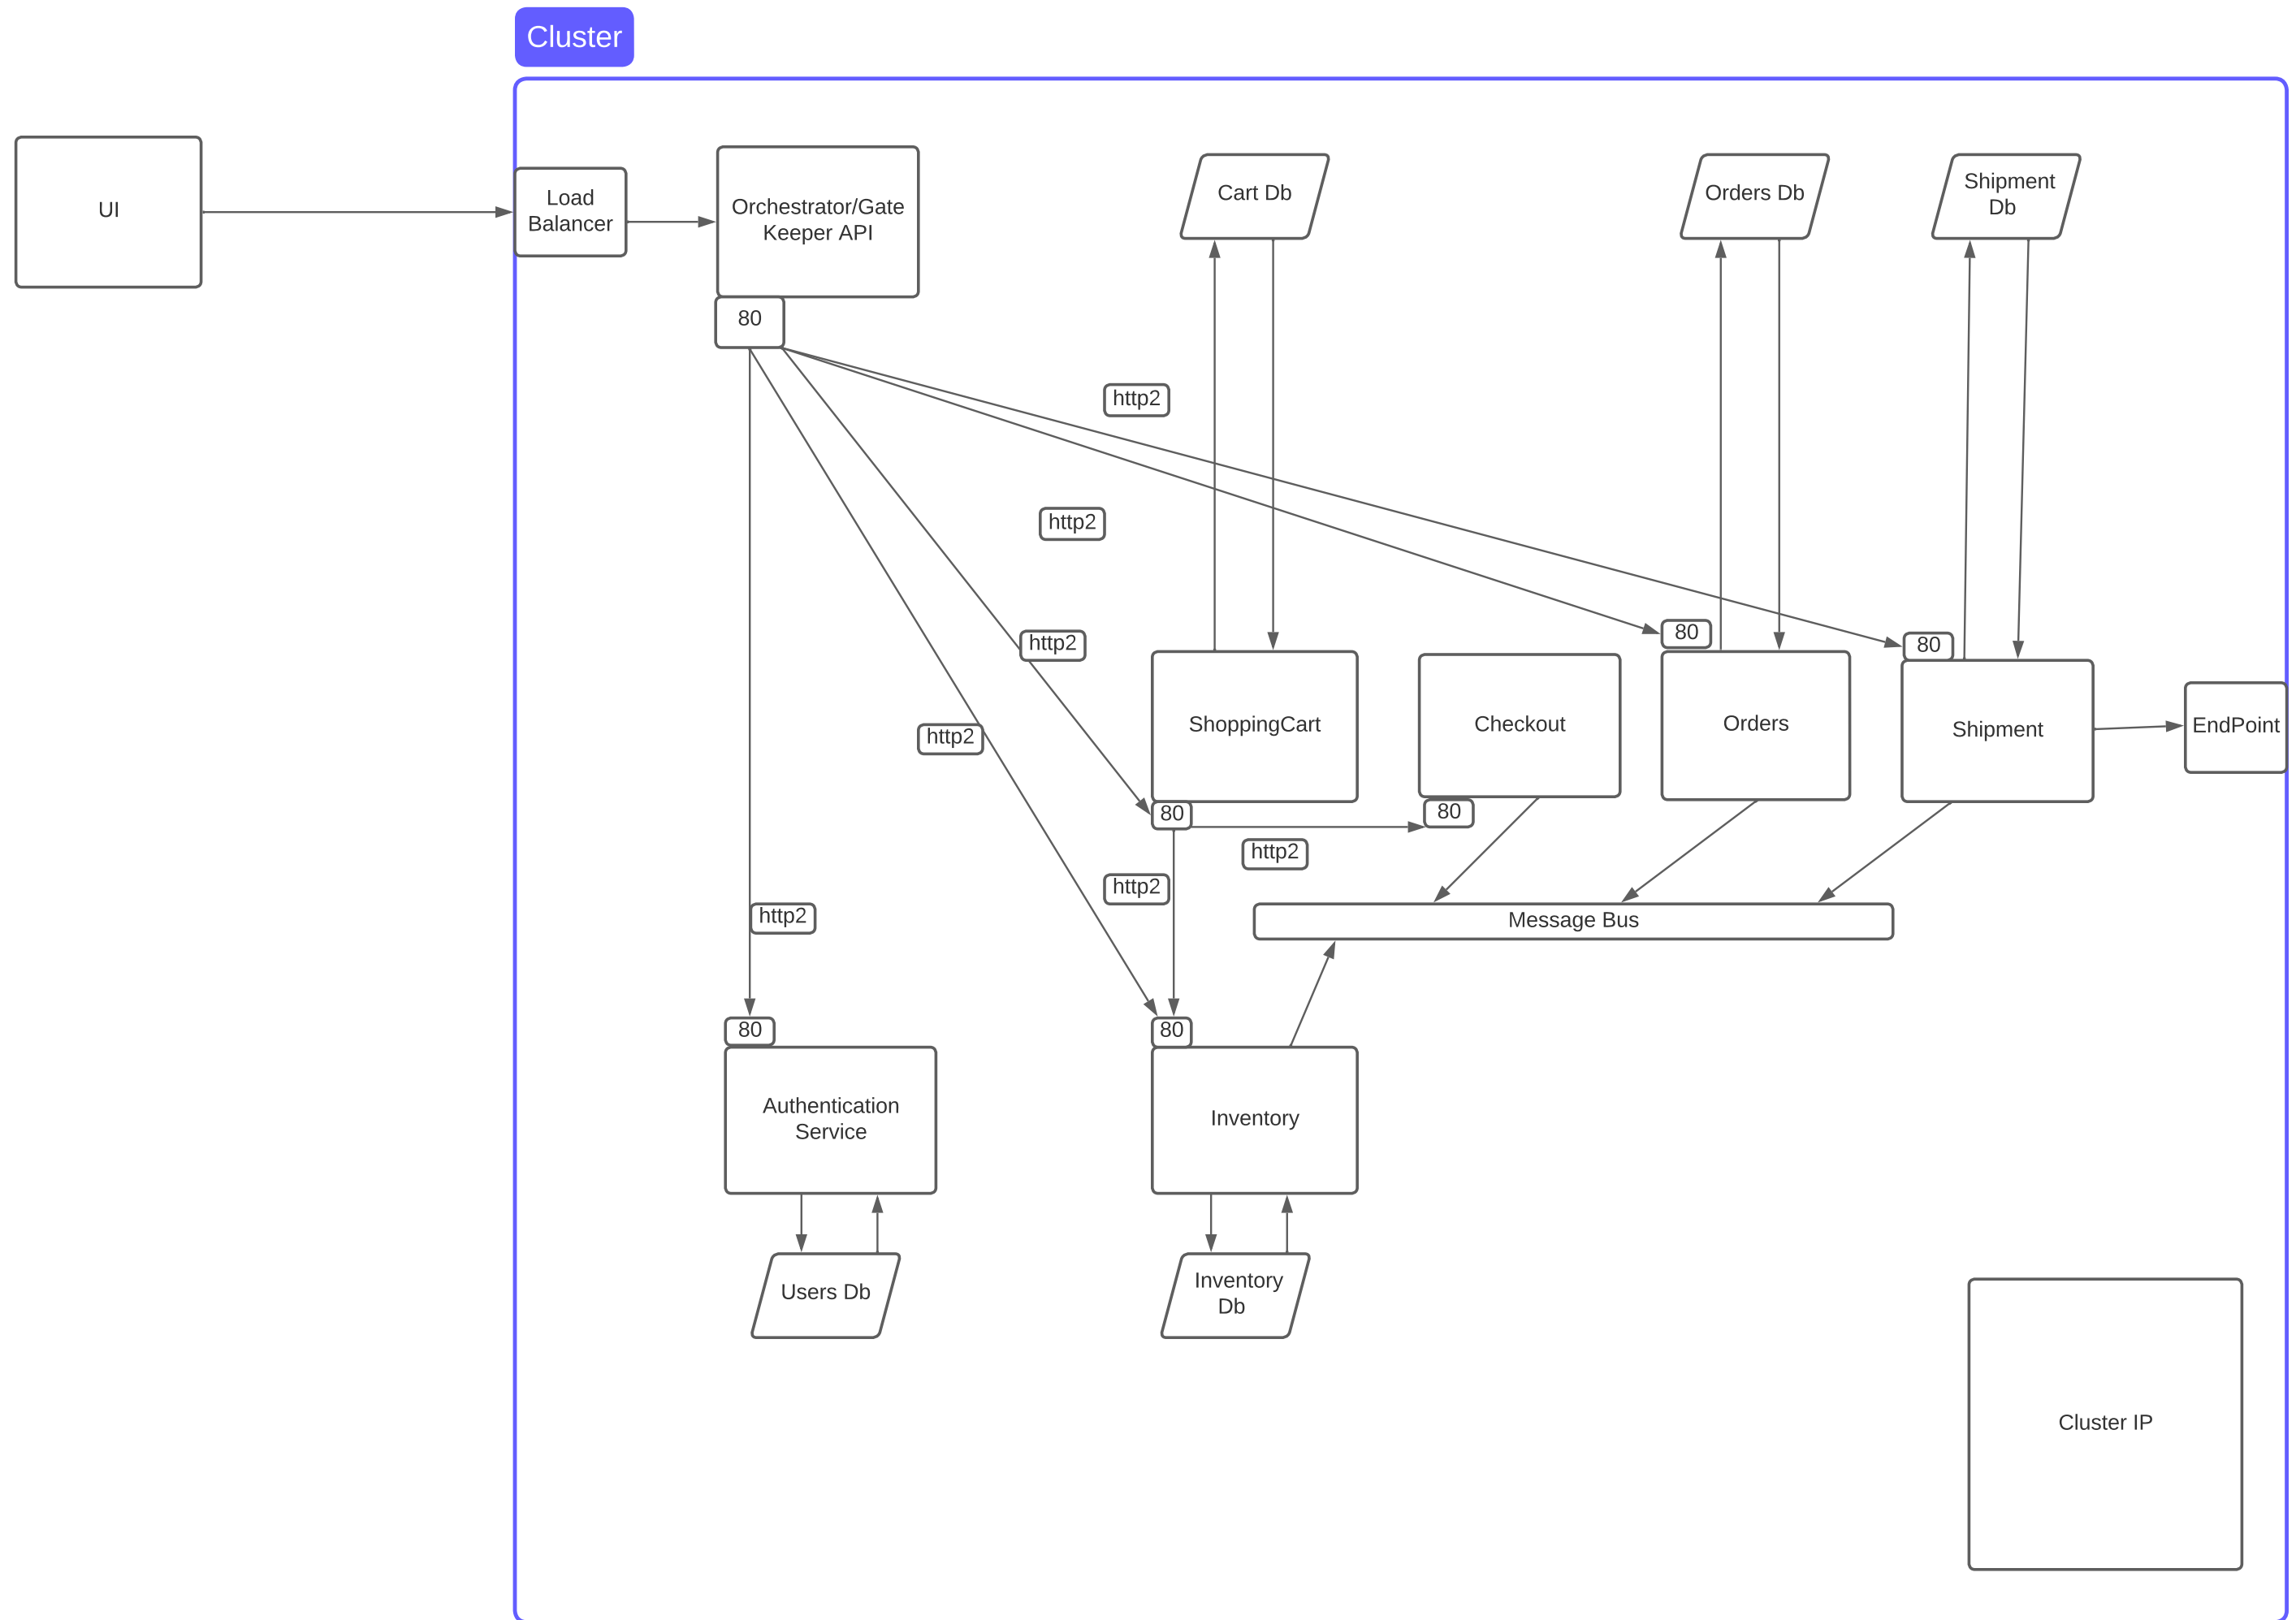 Cluster
UI
Load
Balancer
Orchestrator/Gate
Keeper API
80
Cart Db
Orders Db
Shipment
Db
http2
http2
http2
http2
80
80
ShoppingCart
Checkout
Orders
Shipment
EndPoint
80
80
http2
http2
http2
Message Bus
80
80
Authentication
Service
Inventory
Users Db
Inventory
Db
Cluster IP